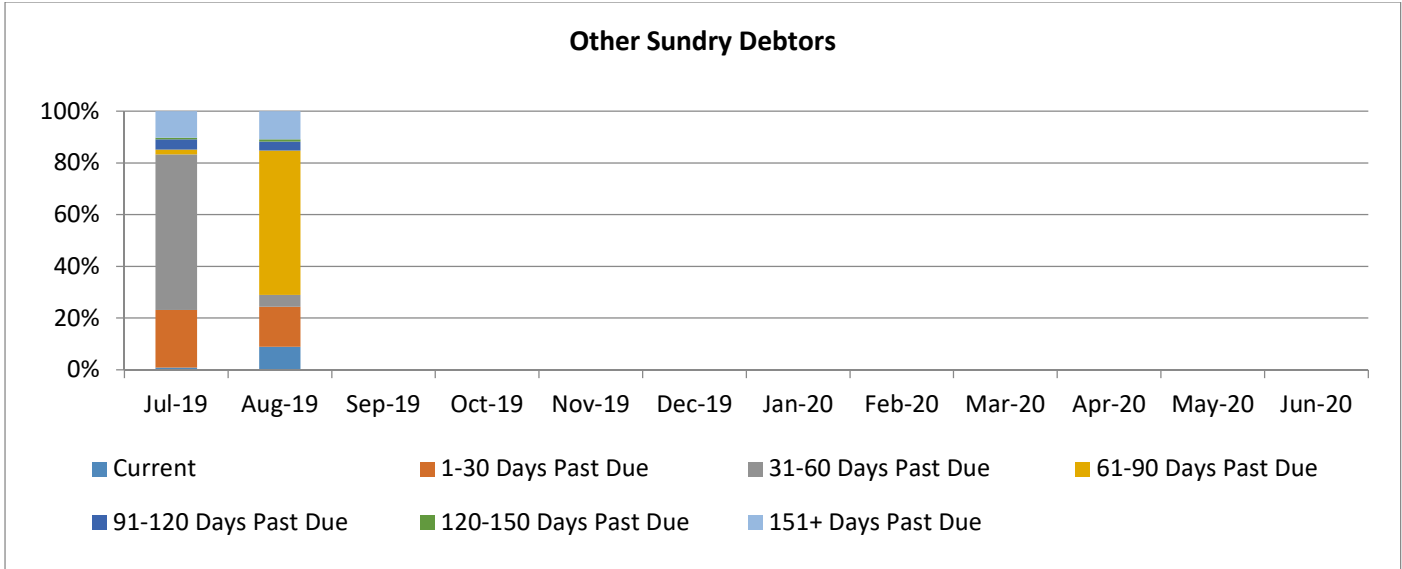 Other Sundry Debtors
100%
80%
60%
40%
20%
0%
Jul-19 Aug-19 Sep-19 Oct-19 Nov-19 Dec-19 Jan-20 Feb-20 Mar-20 Apr-20 May-20 Jun-20
Current 1-30 Days Past Due 31-60 Days Past Due 61-90 Days Past Due
91-120 Days Past Due 120-150 Days Past Due 151+ Days Past Due